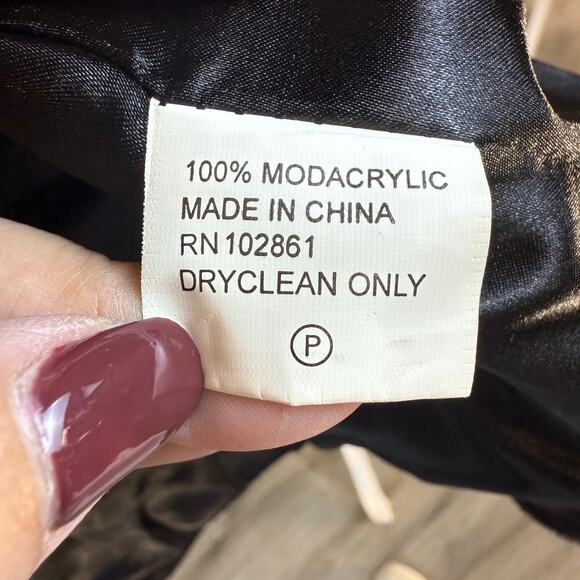 100% MODACRYLIC
MADE IN CHINA
RN 102861
DRYCLEAN ONLY
P